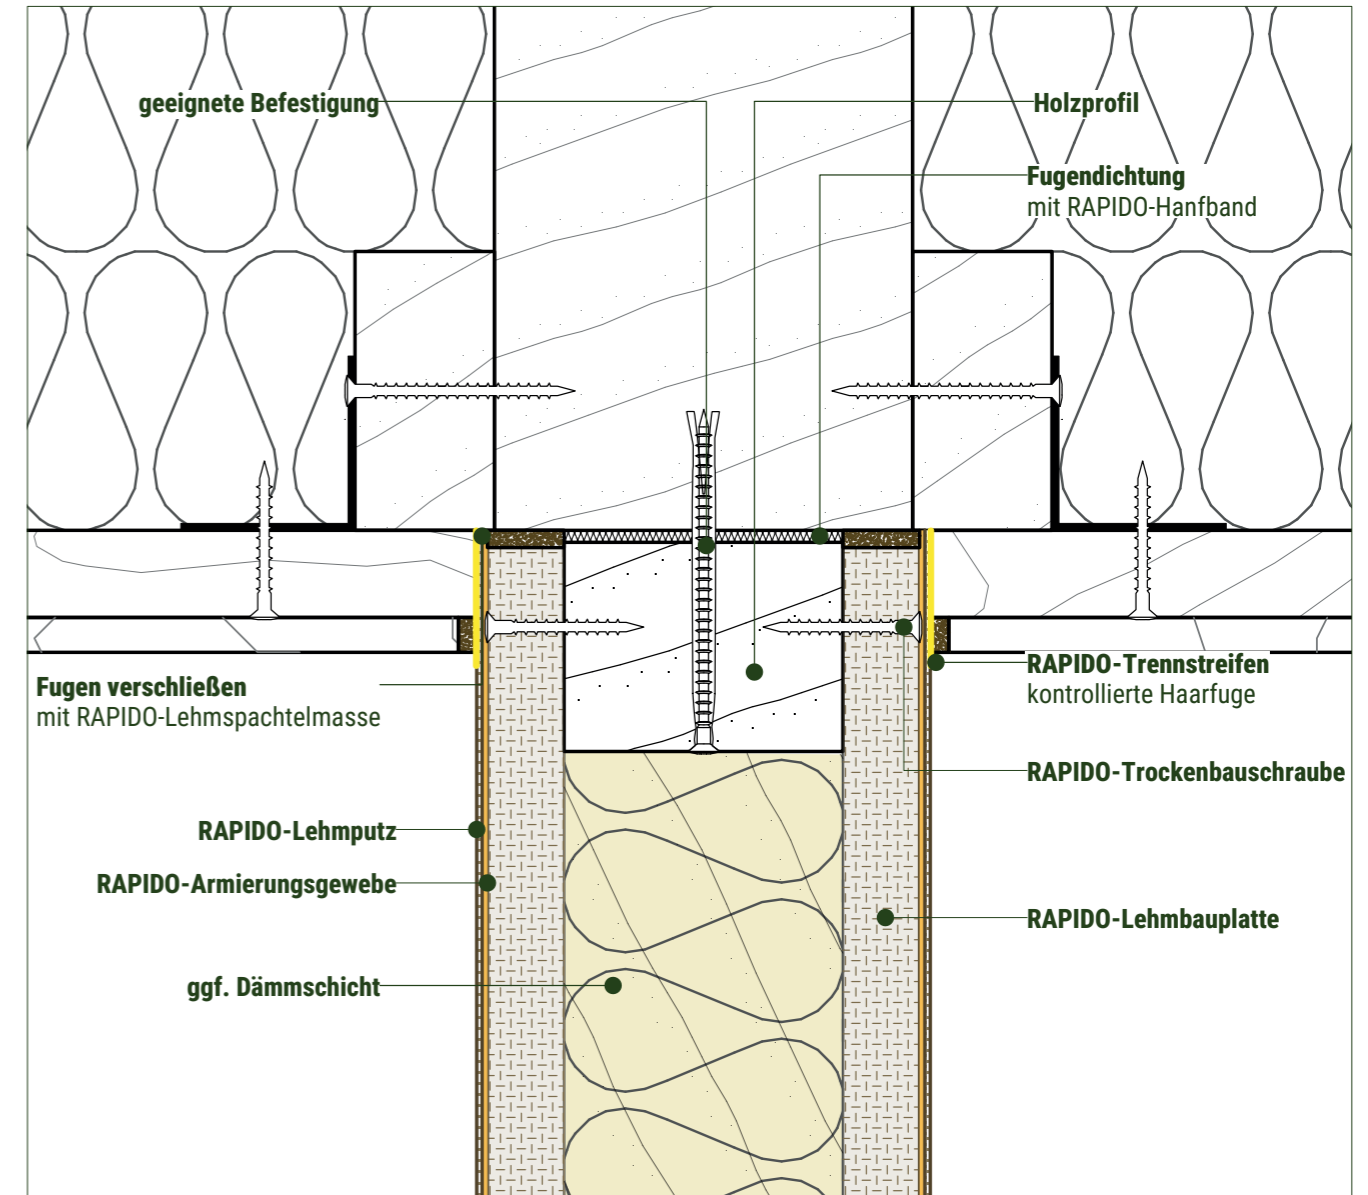 geeignete Befestigung
Holzprofil
Fugendichtung
mit RAPIDO-Hanfband
Fugen verschließen
mit RAPIDO-Lehmspachtelmasse
RAPIDO-Trennstreifen
kontrollierte Haarfuge
RAPIDO-Trockenbauschraube
RAPIDO-Lehmputz
RAPIDO-Armierungsgewebe
RAPIDO-Lehmbauplatte
ggf. Dämmschicht